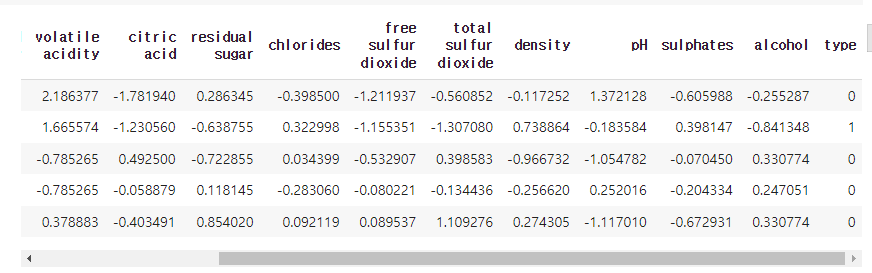 volatile acidity citric acid residual sugar chlorides free sulfur dioxide total sulfur dioxide density pH sulphates alcohol type
2.186377 -1.781940 0.286345 -0.398500 -1.211937 -0.560852 -0.117252 1.372128 -0.605988 -0.255287 0
1.665574 -1.230560 -0.638755 0.322998 -1.155351 -1.307080 0.738864 -0.183584 0.398147 -0.841348 1
-0.785265 0.492500 -0.722855 0.034399 -0.532907 0.398583 -0.966732 -1.054782 -0.070450 0.330774 0
-0.785265 -0.058879 0.118145 -0.283060 -0.080221 -0.134436 -0.256620 0.252016 -0.204334 0.247051 0
0.378883 -0.403491 0.854020 0.092119 0.089537 1.109276 0.274305 -1.117010 -0.672931 0.330774 0